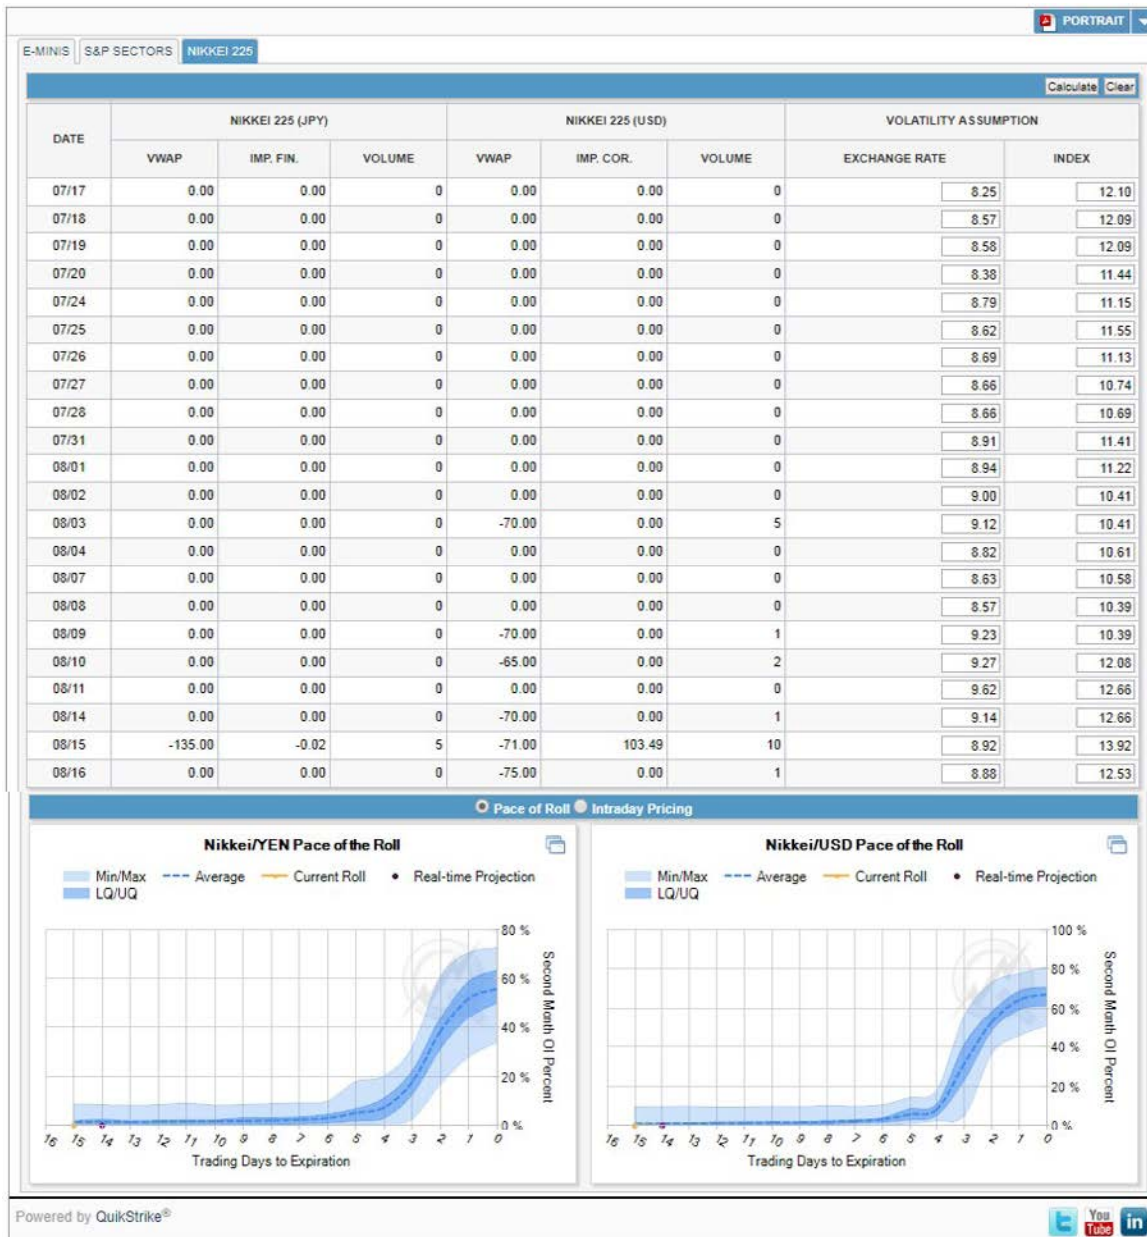 PORTRAIT
E-MINIS S&P SECTORS NIKKEI 225
Calculate Clear
DATE NIKKEI 225 (JPY) NIKKEI 225 (USD) VOLATILITY ASSUMPTION
VWAP IMP. FIN. VOLUME VWAP IMP. COR. VOLUME EXCHANGE RATE INDEX
07/17 0.00 0.00 0 0.00 0.00 0 8.25 12.10
07/18 0.00 0.00 0 0.00 0.00 0 8.57 12.09
07/19 0.00 0.00 0 0.00 0.00 0 8.58 12.09
07/20 0.00 0.00 0 0.00 0.00 0 8.38 11.44
07/24 0.00 0.00 0 0.00 0.00 0 8.79 11.15
07/25 0.00 0.00 0 0.00 0.00 0 8.62 11.55
07/26 0.00 0.00 0 0.00 0.00 0 8.69 11.13
07/27 0.00 0.00 0 0.00 0.00 0 8.66 10.74
07/28 0.00 0.00 0 0.00 0.00 0 8.66 10.69
07/31 0.00 0.00 0 0.00 0.00 0 8.91 11.41
08/01 0.00 0.00 0 0.00 0.00 0 8.94 11.22
08/02 0.00 0.00 0 0.00 0.00 0 9.00 10.41
08/03 0.00 0.00 0 -70.00 0.00 5 9.12 10.41
08/04 0.00 0.00 0 0.00 0.00 0 8.82 10.61
08/07 0.00 0.00 0 0.00 0.00 0 8.63 10.58
08/08 0.00 0.00 0 0.00 0.00 0 8.57 10.39
08/09 0.00 0.00 0 -70.00 0.00 1 9.23 10.39
08/10 0.00 0.00 0 -65.00 0.00 2 9.27 12.08
08/11 0.00 0.00 0 0.00 0.00 0 9.62 12.66
08/14 0.00 0.00 0 -70.00 0.00 1 9.14 12.66
08/15 -135.00 -0.02 5 -71.00 103.49 10 8.92 13.92
08/16 0.00 0.00 0 -75.00 0.00 1 8.88 12.53
Pace of Roll Intraday Pricing
Nikkei/YEN Pace of the Roll
Min/Max Average Current Roll Real-time Projection
LQ/UQ
80 %
60 %
40 %
20 %
0 %
Second Month OI Percent
16 15 14 13 12 11 10 9 8 7 6 5 4 3 2 1 0
Trading Days to Expiration
Nikkei/USD Pace of the Roll
Min/Max Average Current Roll Real-time Projection
LQ/UQ
100 %
80 %
60 %
40 %
20 %
0 %
Second Month OI Percent
16 15 14 13 12 11 10 9 8 7 6 5 4 3 2 1 0
Trading Days to Expiration
Powered by QuikStrike®
You Tube in